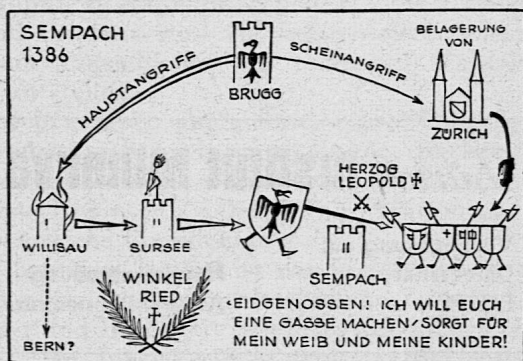 SEMPACH
1386
HAUPTANGRIFF
SCHEINANGRIFF
BRUGG
BELAGERUNG
VON
ZÜRICH
HERZOG
LEOPOLD
WILLISAU
SURSEE
SEMPACH
BERN?
WINKEL
RIED
‹EIDGENOSSEN! ICH WILL EUCH
EINE GASSE MACHEN/SORGT FÜR
MEIN WEIB UND MEINE KINDER!